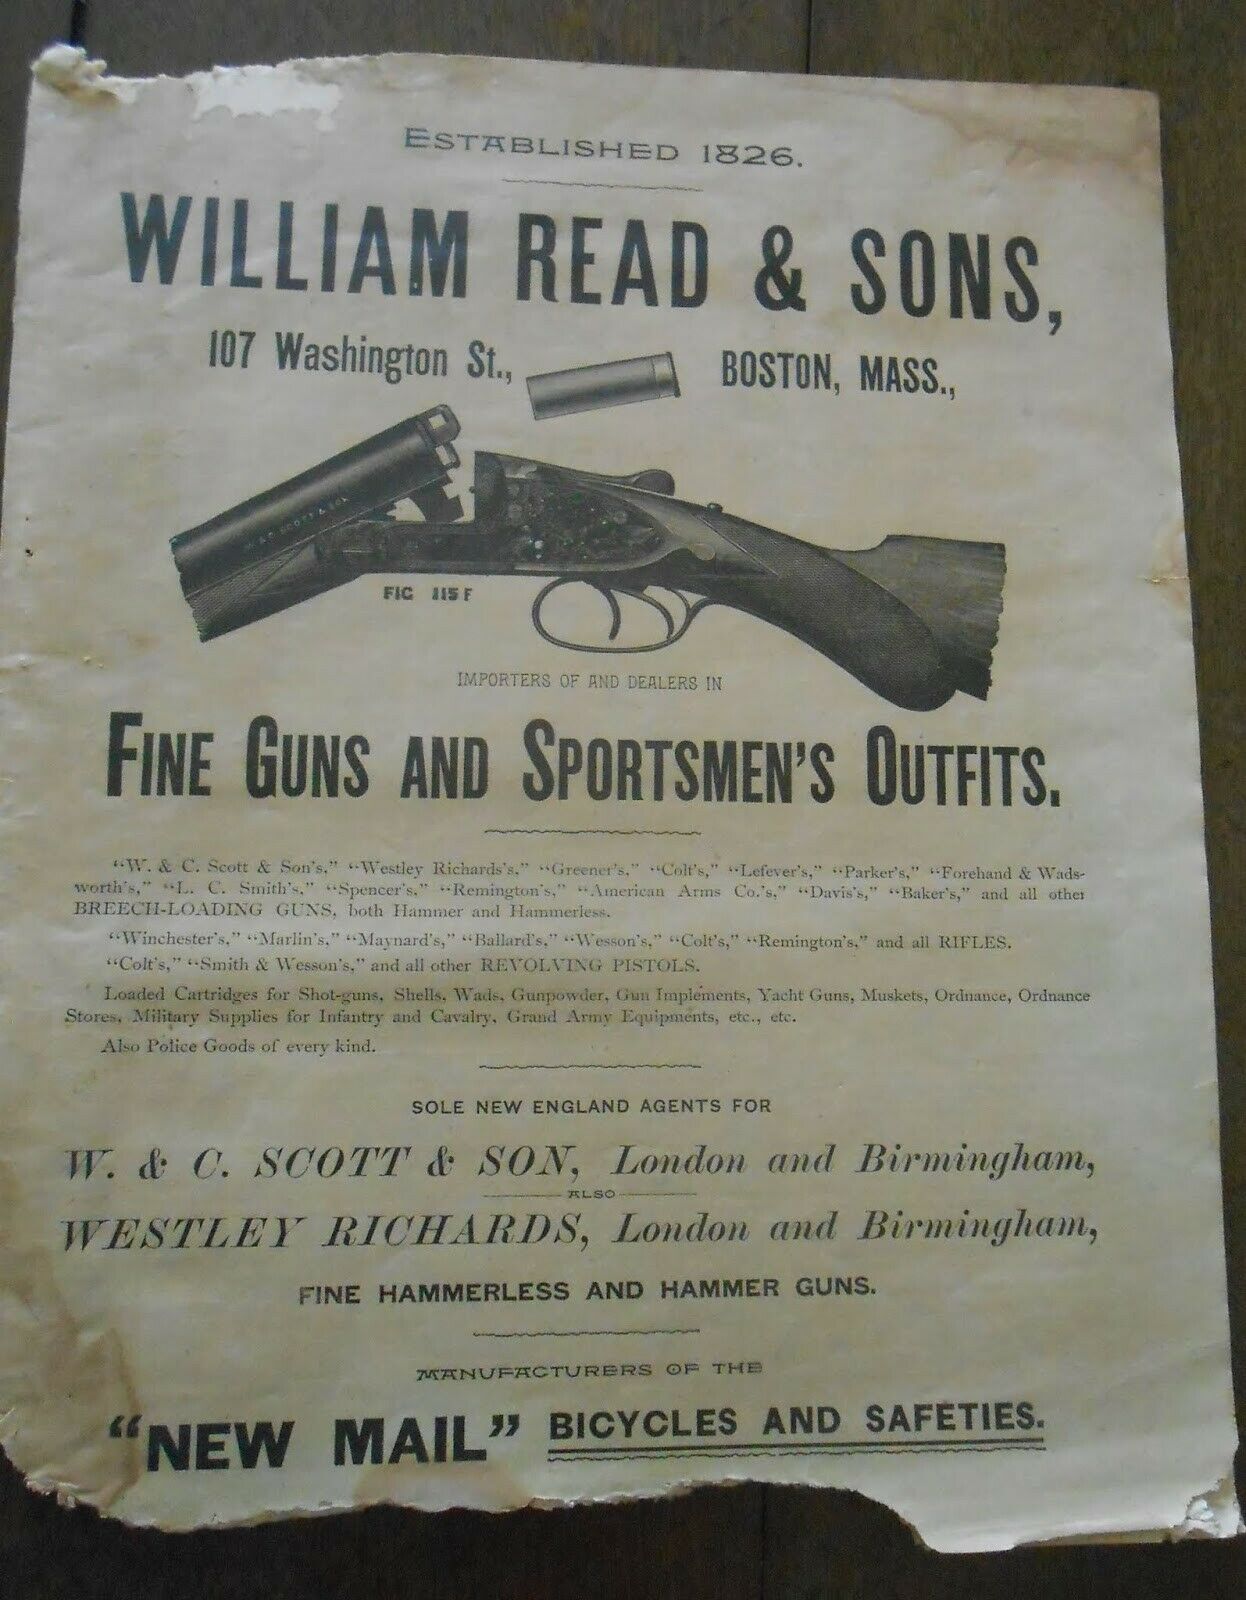 ESTABLISHED 1826.
WILLIAM READ & SONS,
107 Washington St., BOSTON, MASS.,
W. & C. SCOTT & SON
FIG 115 F
IMPORTERS OF AND DEALERS IN
FINE GUNS AND SPORTSMEN'S OUTFITS.
"W. & C. Scott & Son's," "Westley Richards's," "Greener's," "Colt's," "Lefever's," "Parker's," "Forehand & Wads-
worth's," "L. C. Smith's," "Spencer's," "Remington's," "American Arms Co.'s," "Davis's," "Baker's," and all other
BREECH-LOADING GUNS, both Hammer and Hammerless.
"Winchester's," "Marlin's," "Maynard's," "Ballard's," "Wesson's," "Colt's," "Remington's," and all RIFLES.
"Colt's," "Smith & Wesson's," and all other REVOLVING PISTOLS.
Loaded Cartridges for Shot-guns, Shells, Wads, Gunpowder, Gun Implements, Yacht Guns, Muskets, Ordnance, Ordnance
Stores, Military Supplies for Infantry and Cavalry, Grand Army Equipments, etc., etc.
Also Police Goods of every kind.
SOLE NEW ENGLAND AGENTS FOR
W. & C. SCOTT & SON, London and Birmingham,
ALSO
WESTLEY RICHARDS, London and Birmingham,
FINE HAMMERLESS AND HAMMER GUNS.
MANUFACTURERS OF THE
"NEW MAIL" BICYCLES AND SAFETIES.